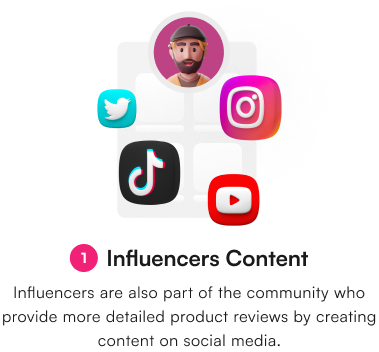 1 Influencers Content
Influencers are also part of the community who
provide more detailed product reviews by creating
content on social media.